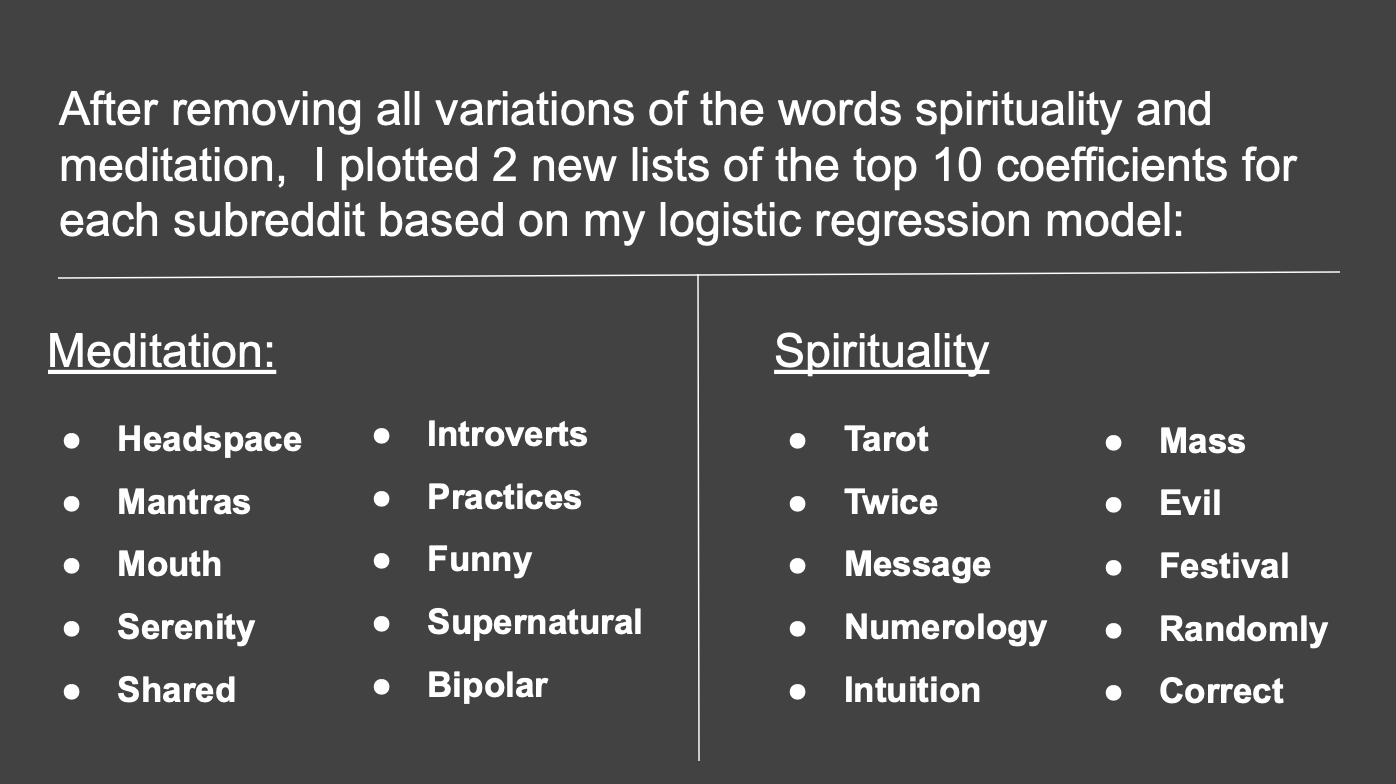 After removing all variations of the words spirituality and
meditation,  I plotted 2 new lists of the top 10 coefficients for
each subreddit based on my logistic regression model:
Meditation:
● Headspace
● Mantras
● Mouth
● Serenity
● Shared
● Introverts
● Practices
● Funny
● Supernatural
● Bipolar
Spirituality
● Tarot
● Twice
● Message
● Numerology
● Intuition
● Mass
● Evil
● Festival
● Randomly
● Correct